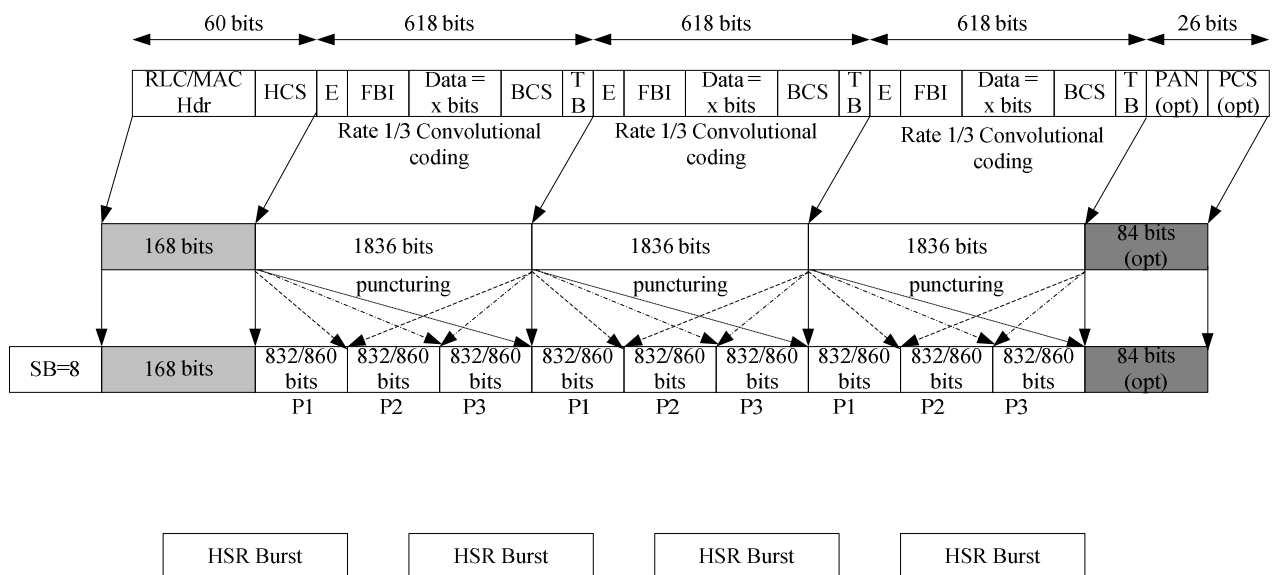 60 bits 618 bits 618 bits 618 bits 26 bits
RLC/MAC
Hdr
HCS
E
FBI
Data =
x bits
BCS
T
B
E
FBI
Data =
x bits
BCS
T
B
E
FBI
Data =
x bits
BCS
T
B
PAN
(opt)
PCS
(opt)
Rate 1/3 Convolutional
coding
Rate 1/3 Convolutional
coding
Rate 1/3 Convolutional
coding
168 bits
1836 bits
1836 bits
1836 bits
84 bits
(opt)
puncturing
puncturing
puncturing
SB=8
168 bits
832/860
bits
832/860
bits
832/860
bits
832/860
bits
832/860
bits
832/860
bits
832/860
bits
832/860
bits
832/860
bits
84 bits
(opt)
P1 P2 P3 P1 P2 P3 P1 P2 P3
HSR Burst HSR Burst HSR Burst HSR Burst